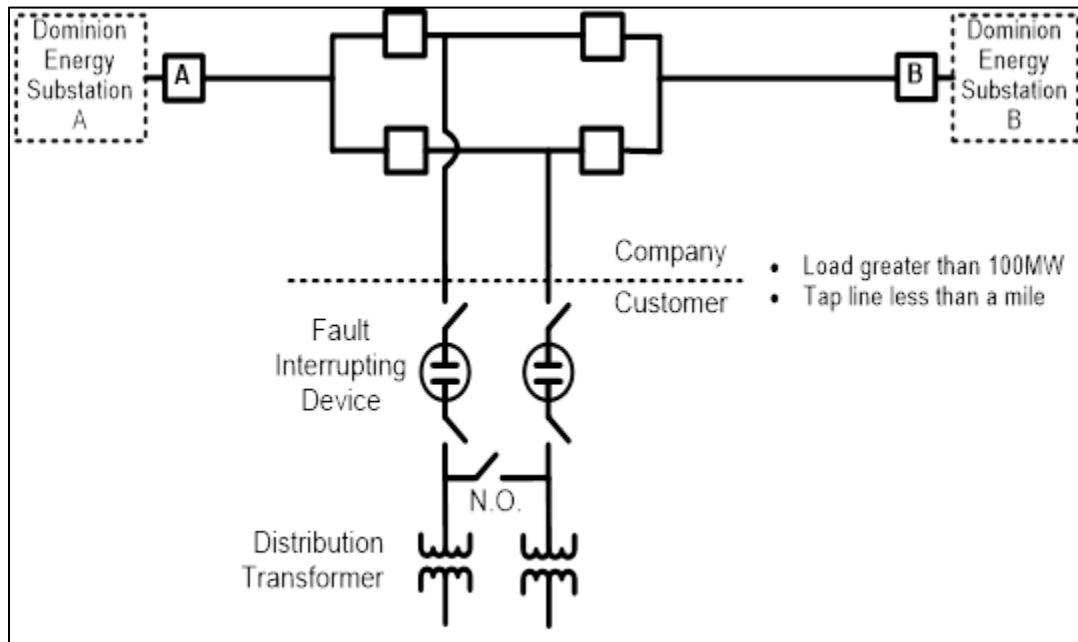 Dominion
Energy
Substation
A
A
B
Dominion
Energy
Substation
B
Company
Customer
• Load greater than 100MW
• Tap line less than a mile
Fault
Interrupting
Device
N.O.
Distribution
Transformer